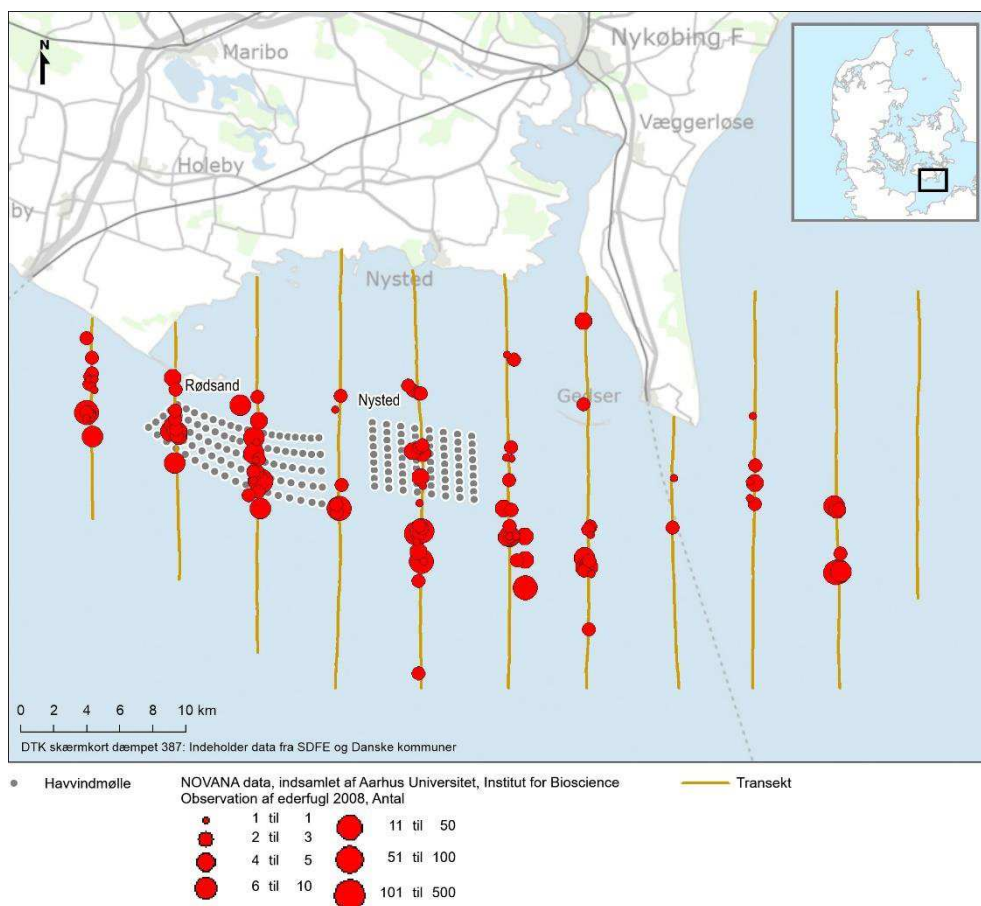 N
Maribo
Nykøbing F
Væggerløse
Holeby
by
Nysted
Rødsand
Nysted
Gedser
0 2 4 6 8 10 km
DTK skærmkort dæmpet 387: Indeholder data fra SDFE og Danske kommuner
Havvindmølle
NOVANA data, indsamlet af Aarhus Universitet, Institut for Bioscience
Transekt
Observation af ederfugl 2008, Antal
1 til 1
11 til 50
2 til 3
51 til 100
4 til 5
101 til 500
6 til 10